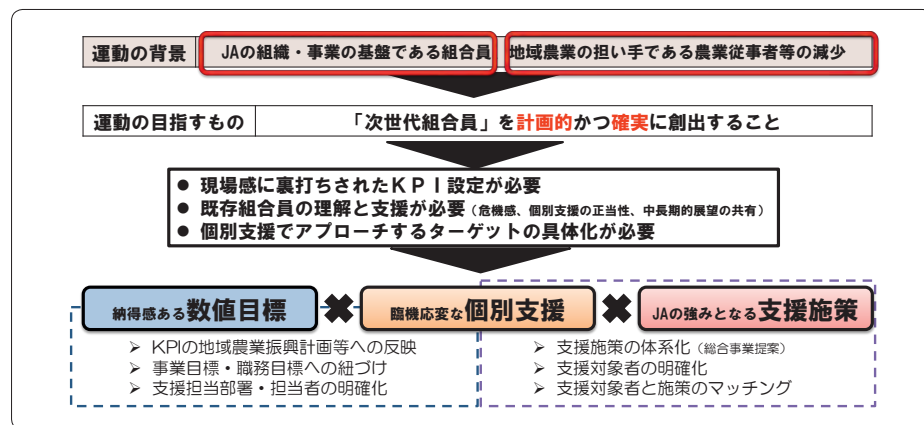 運動の背景 JAの組織・事業の基盤である組合員 地域農業の担い手である農業従事者等の減少
運動の目指すもの 「次世代組合員」を計画的かつ確実に創出すること
● 現場感に裏打ちされたKPI設定が必要
● 既存組合員の理解と支援が必要(危機感、個別支援の正当性、中長期的展望の共有)
● 個別支援でアプローチするターゲットの具体化が必要
納得感ある数値目標 ✖ 臨機応変な個別支援 ✖ JAの強みとなる支援施策
➢ KPIの地域農業振興計画等への反映
➢ 事業目標・職務目標への紐づけ
➢ 支援担当部署・担当者の明確化
➢ 支援施策の体系化(総合事業提案)
➢ 支援対象者の明確化
➢ 支援対象者と施策のマッチング